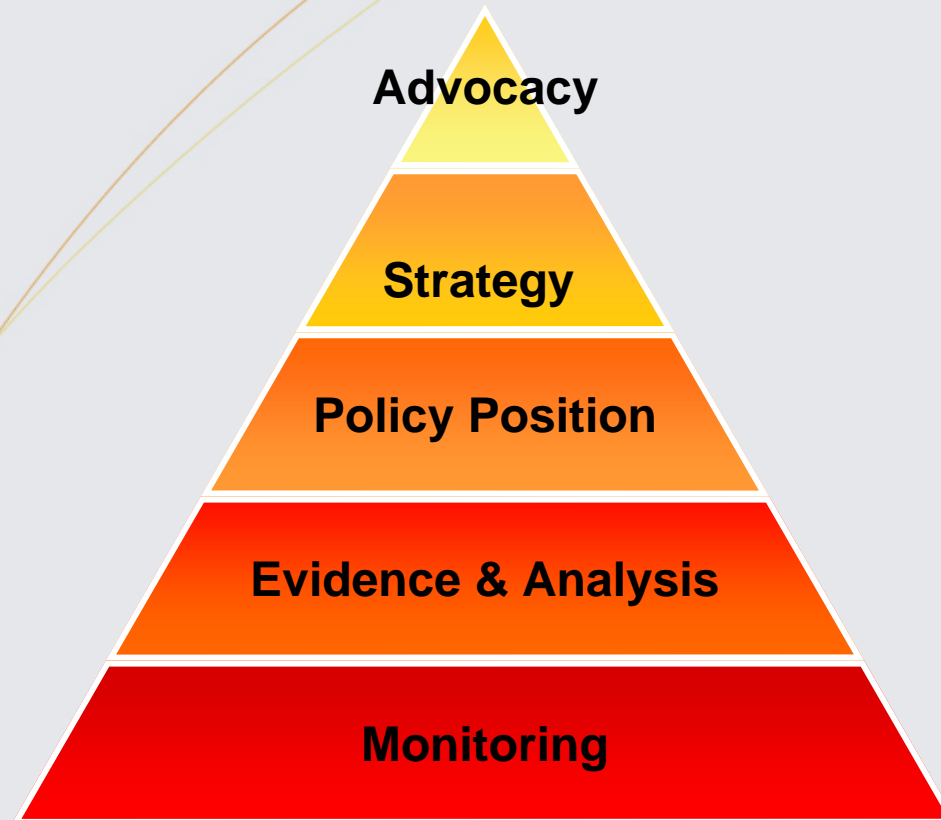 Advocacy
Strategy
Policy Position
Evidence & Analysis
Monitoring